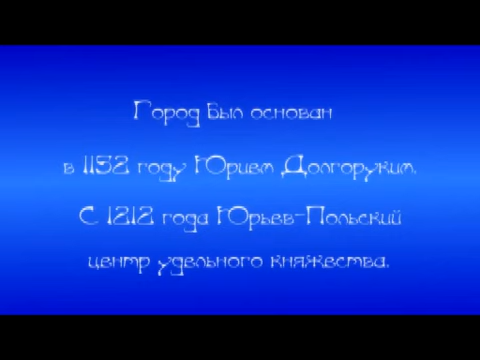 Город Был основан
в 1152 году Юрием Долгоруким.
С 1212 года Юрьев-Польский
центр удельного княжества.